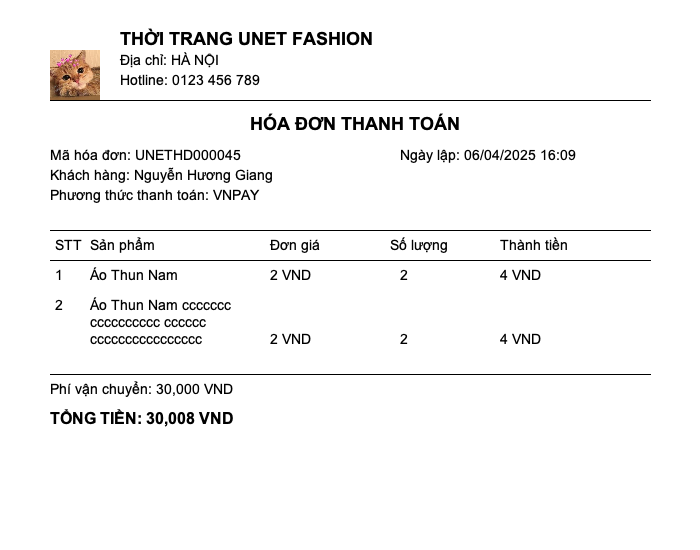 THỜI TRANG UNET FASHION
Địa chỉ: HÀ NỘI
Hotline: 0123 456 789
HÓA ĐƠN THANH TOÁN
Mã hóa đơn: UNETHD000045 Ngày lập: 06/04/2025 16:09
Khách hàng: Nguyễn Hương Giang
Phương thức thanh toán: VNPAY
STT Sản phẩm Đơn giá Số lượng Thành tiền
1 Áo Thun Nam 2 VND 2 4 VND
2 Áo Thun Nam ccccccc
cccccccccc cccccc
cccccccccccccccc 2 VND 2 4 VND
Phí vận chuyển: 30,000 VND
TỔNG TIỀN: 30,008 VND